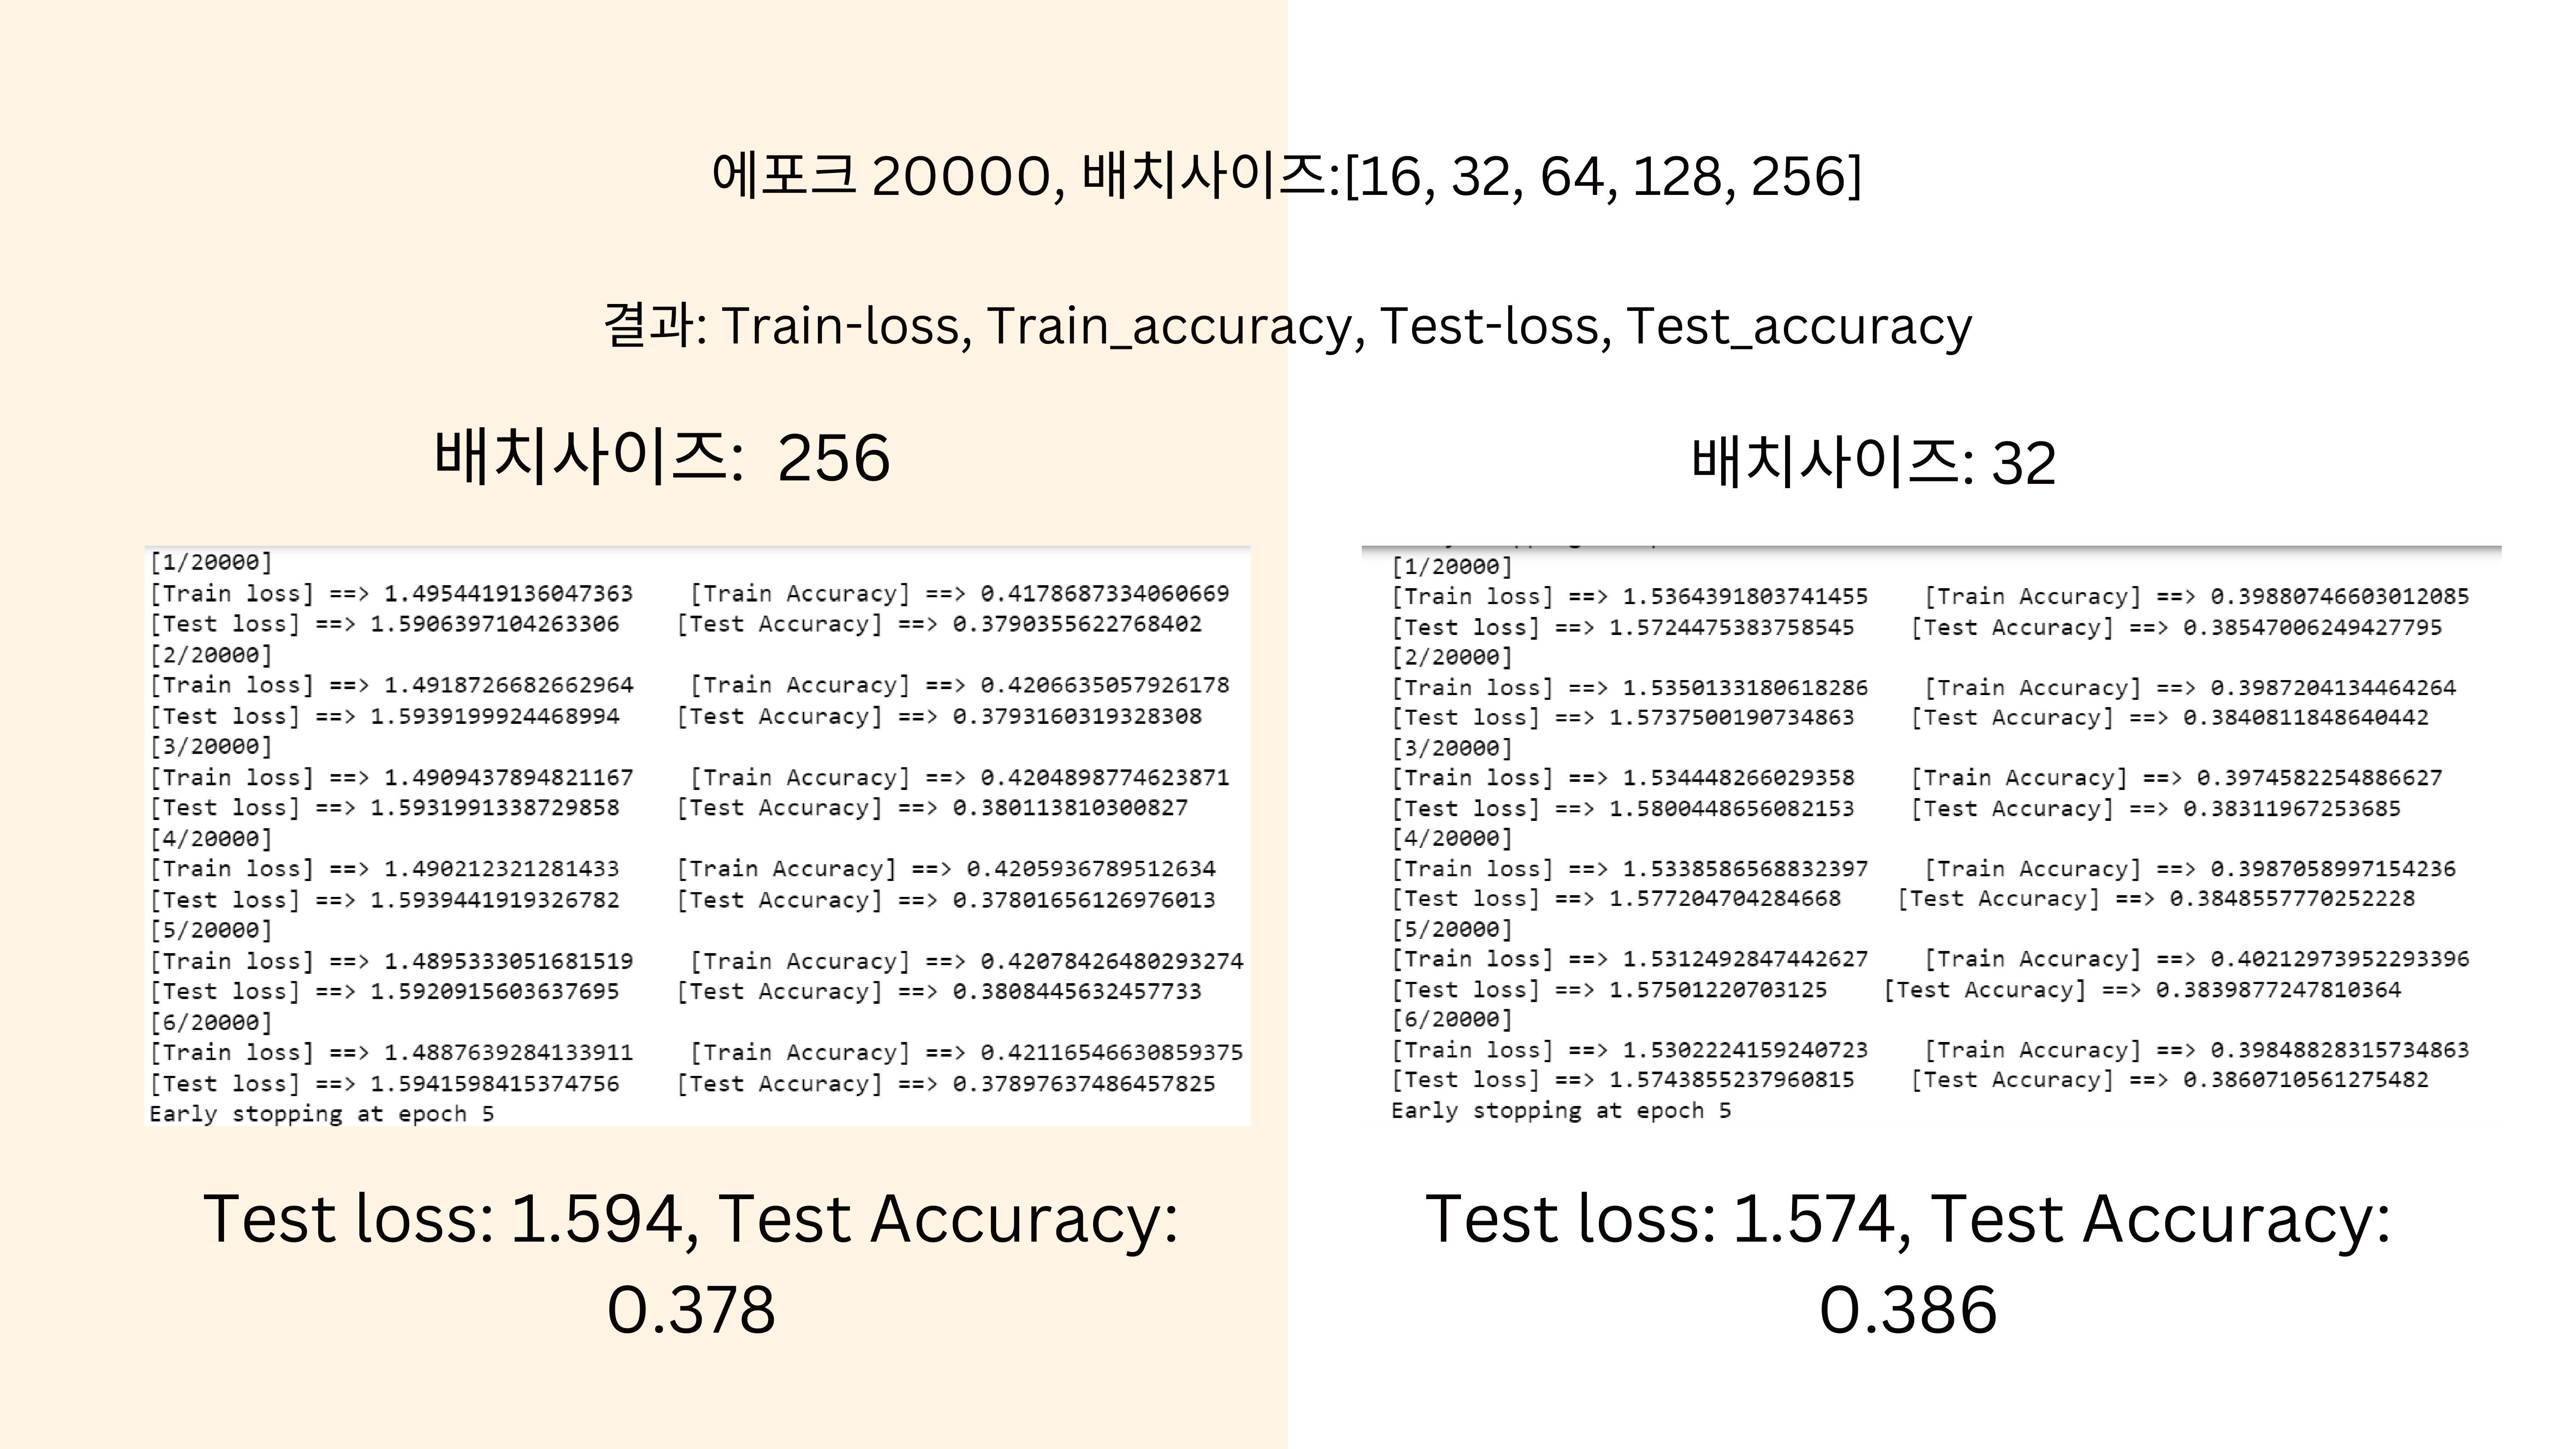 에포크 20000, 배치사이즈:[16, 32, 64, 128, 256]
결과: Train-loss, Train_accuracy, Test-loss, Test_accuracy
배치사이즈: 256
[1/20000]
[Train loss] ==> 1.4954419136047363 [Train Accuracy] ==> 0.4178687334060669
[Test loss] ==> 1.5906397104263306 [Test Accuracy] ==> 0.3790355622768402
[2/20000]
[Train loss] ==> 1.4918726682662964 [Train Accuracy] ==> 0.4206635057926178
[Test loss] ==> 1.5939199924468994 [Test Accuracy] ==> 0.3793160319328308
[3/20000]
[Train loss] ==> 1.4909437894821167 [Train Accuracy] ==> 0.4204898774623871
[Test loss] ==> 1.5931991338729858 [Test Accuracy] ==> 0.380113810300827
[4/20000]
[Train loss] ==> 1.490212321281433 [Train Accuracy] ==> 0.4205936789512634
[Test loss] ==> 1.5939441919326782 [Test Accuracy] ==> 0.37801656126976013
[5/20000]
[Train loss] ==> 1.4895333051681519 [Train Accuracy] ==> 0.42078426480293274
[Test loss] ==> 1.5920915603637695 [Test Accuracy] ==> 0.3808445632457733
[6/20000]
[Train loss] ==> 1.4887639284133911 [Train Accuracy] ==> 0.42116546630859375
[Test loss] ==> 1.5941598415374756 [Test Accuracy] ==> 0.37897637486457825
Early stopping at epoch 5
Test loss: 1.594, Test Accuracy:
0.378
배치사이즈: 32
[1/20000]
[Train loss] ==> 1.5364391803741455 [Train Accuracy] ==> 0.39880746603012085
[Test loss] ==> 1.5724475383758545 [Test Accuracy] ==> 0.385470062494277​95
[2/20000]
[Train loss] ==> 1.5350133180618286 [Train Accuracy] ==> 0.3987204134464264
[Test loss] ==> 1.5737500190734863 [Test Accuracy] ==> 0.3840811848640442
[3/20000]
[Train loss] ==> 1.534448266029358 [Train Accuracy] ==> 0.3974582254886627
[Test loss] ==> 1.5800448656082153 [Test Accuracy] ==> 0.38311967253685
[4/20000]
[Train loss] ==> 1.5338586568832397 [Train Accuracy] ==> 0.3987058997154236
[Test loss] ==> 1.577204704284668 [Test Accuracy] ==> 0.3848557770252228
[5/20000]
[Train loss] ==> 1.5312492847442627 [Train Accuracy] ==> 0.40212973952293396
[Test loss] ==> 1.57501220703125 [Test Accuracy] ==> 0.3839877247810364
[6/20000]
[Train loss] ==> 1.5302224159240723 [Train Accuracy] ==> 0.39848828315734863
[Test loss] ==> 1.5743855237960815 [Test Accuracy] ==> 0.3860710561275482
Early stopping at epoch 5
Test loss: 1.574, Test Accuracy:
0.386